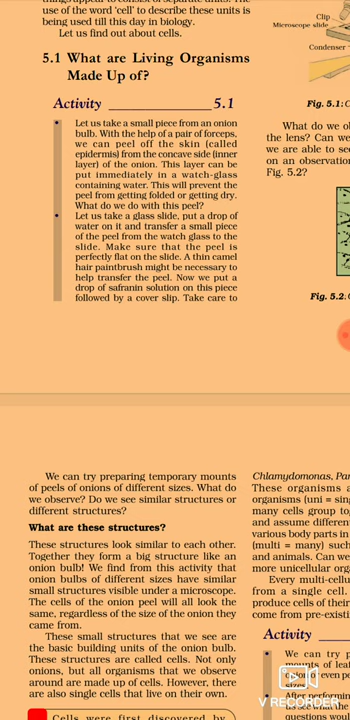 use of the word 'cell' to describe these units is
being used till this day in biology.
Let us find out about cells.
5.1 What are Living Organisms
Made Up of?
Activity 5.1
• Let us take a small piece from an onion
bulb. With the help of a pair of forceps,
we can peel off the skin (called
epidermis) from the concave side (inner
layer) of the onion. This layer can be
put immediately in a watch-glass
containing water. This will prevent the
peel from getting folded or getting dry.
What do we do with this peel?
• Let us take a glass slide, put a drop of
water on it and transfer a small piece
of the peel from the watch glass to the
slide. Make sure that the peel is
perfectly flat on the slide. A thin camel
hair paintbrush might be necessary to
help transfer the peel. Now we put a
drop of safranin solution on this piece
followed by a cover slip. Take care to
Clip
Microscope slide
Condenser
Fig. 5.1:
What do we
the lens? Can we
we are able to
on an observation
Fig. 5.2?
Fig. 5.2:
We can try preparing temporary mounts
of peels of onions of different sizes. What do
we observe? Do we see similar structures or
different structures?
What are these structures?
These structures look similar to each other.
Together they form a big structure like an
onion bulb! We find from this activity that
onion bulbs of different sizes have similar
small structures visible under a microscope.
The cells of the onion peel will all look the
same, regardless of the size of the onion they
came from.
These small structures that we see are
the basic building units of the onion bulb.
These structures are called cells. Not only
onions, but all organisms that we observe
around are made up of cells. However, there
are also single cells that live on their own.
Cells were first discovered by
Chlamydomonas, Par
These organisms a
organisms (uni = sin
many cells group to
and assume differen
various body parts in
(multi = many) such
and animals. Can we
more unicellular org
Every multi-cellu
from a single cell.
produce cells of their
come from pre-existi
Activity
• We can try p
mounts of leaf
onion or even pe
sizes.
• After performin
questions woul
V RECORDER